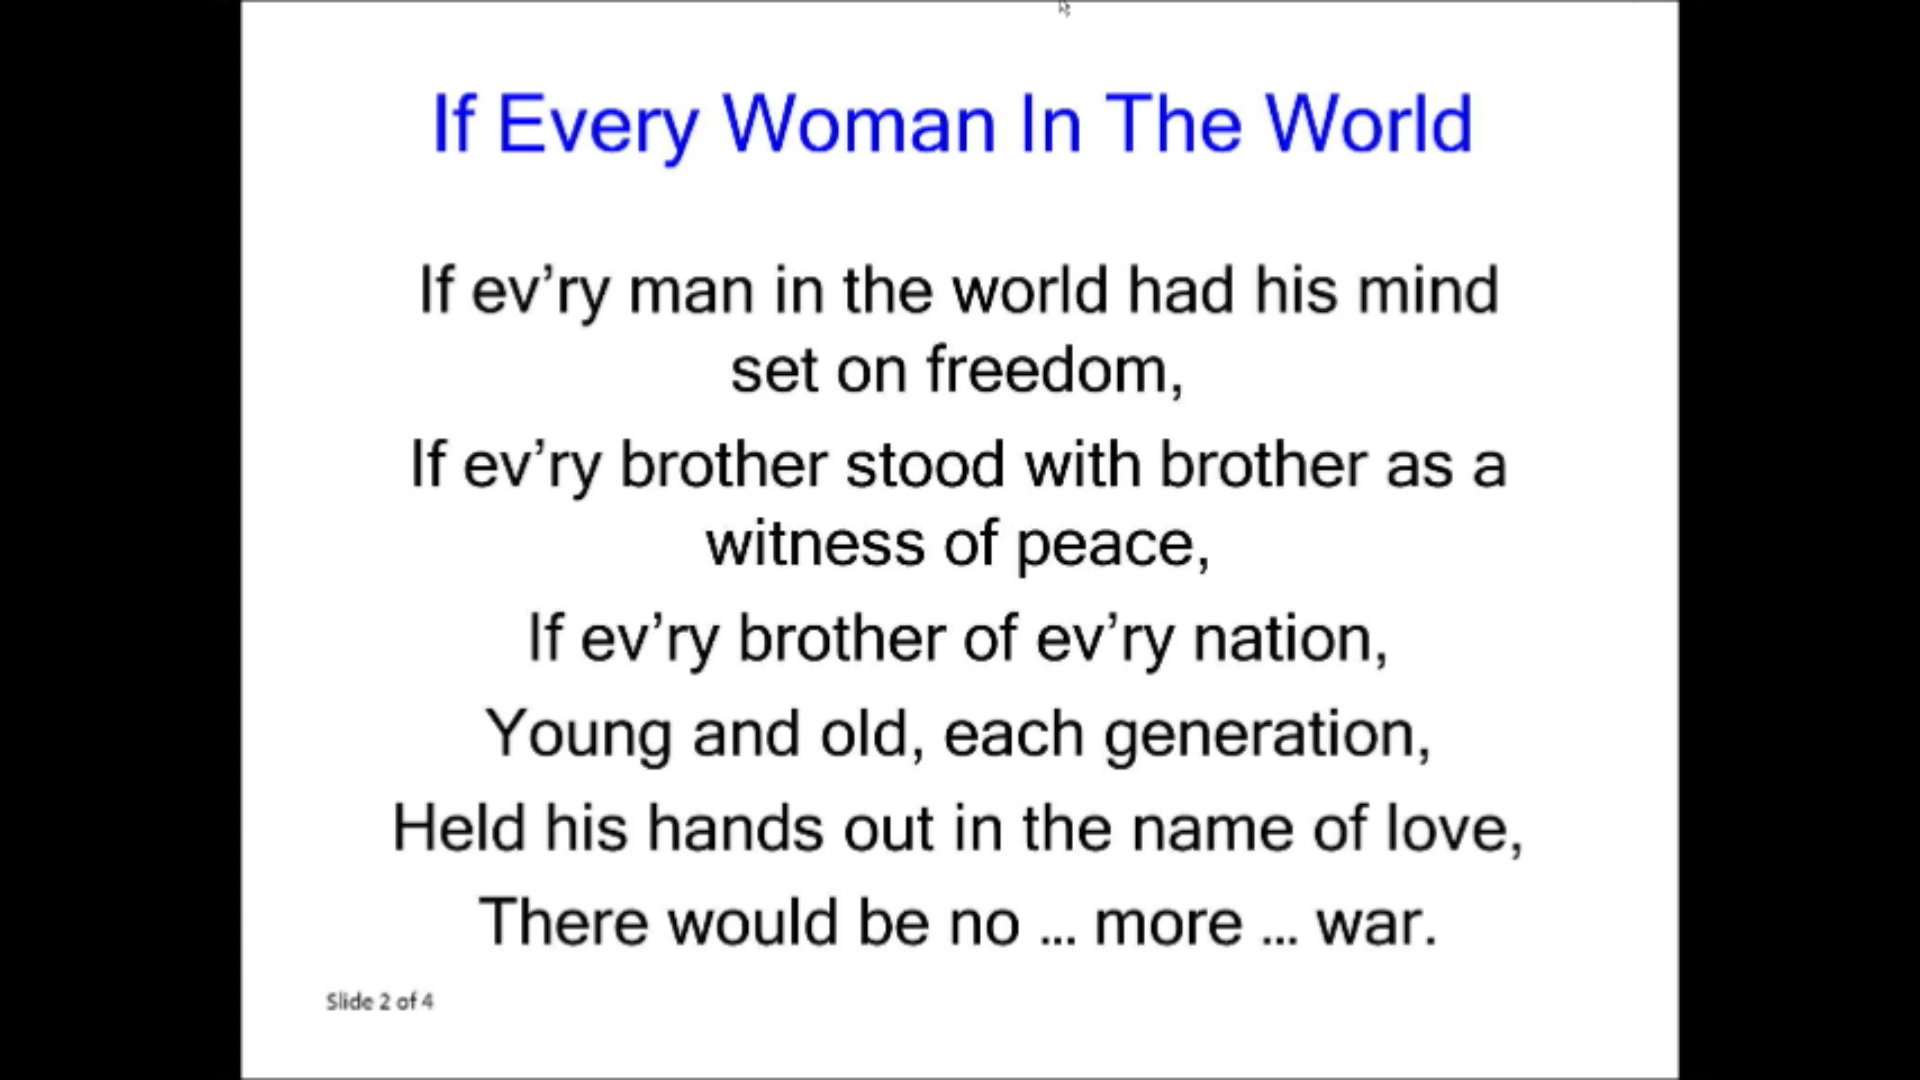 If Every Woman In The World
If ev’ry man in the world had his mind
set on freedom,
If ev’ry brother stood with brother as a
witness of peace,
If ev’ry brother of ev’ry nation,
Young and old, each generation,
Held his hands out in the name of love,
There would be no ... more ... war.
Slide 2 of 4